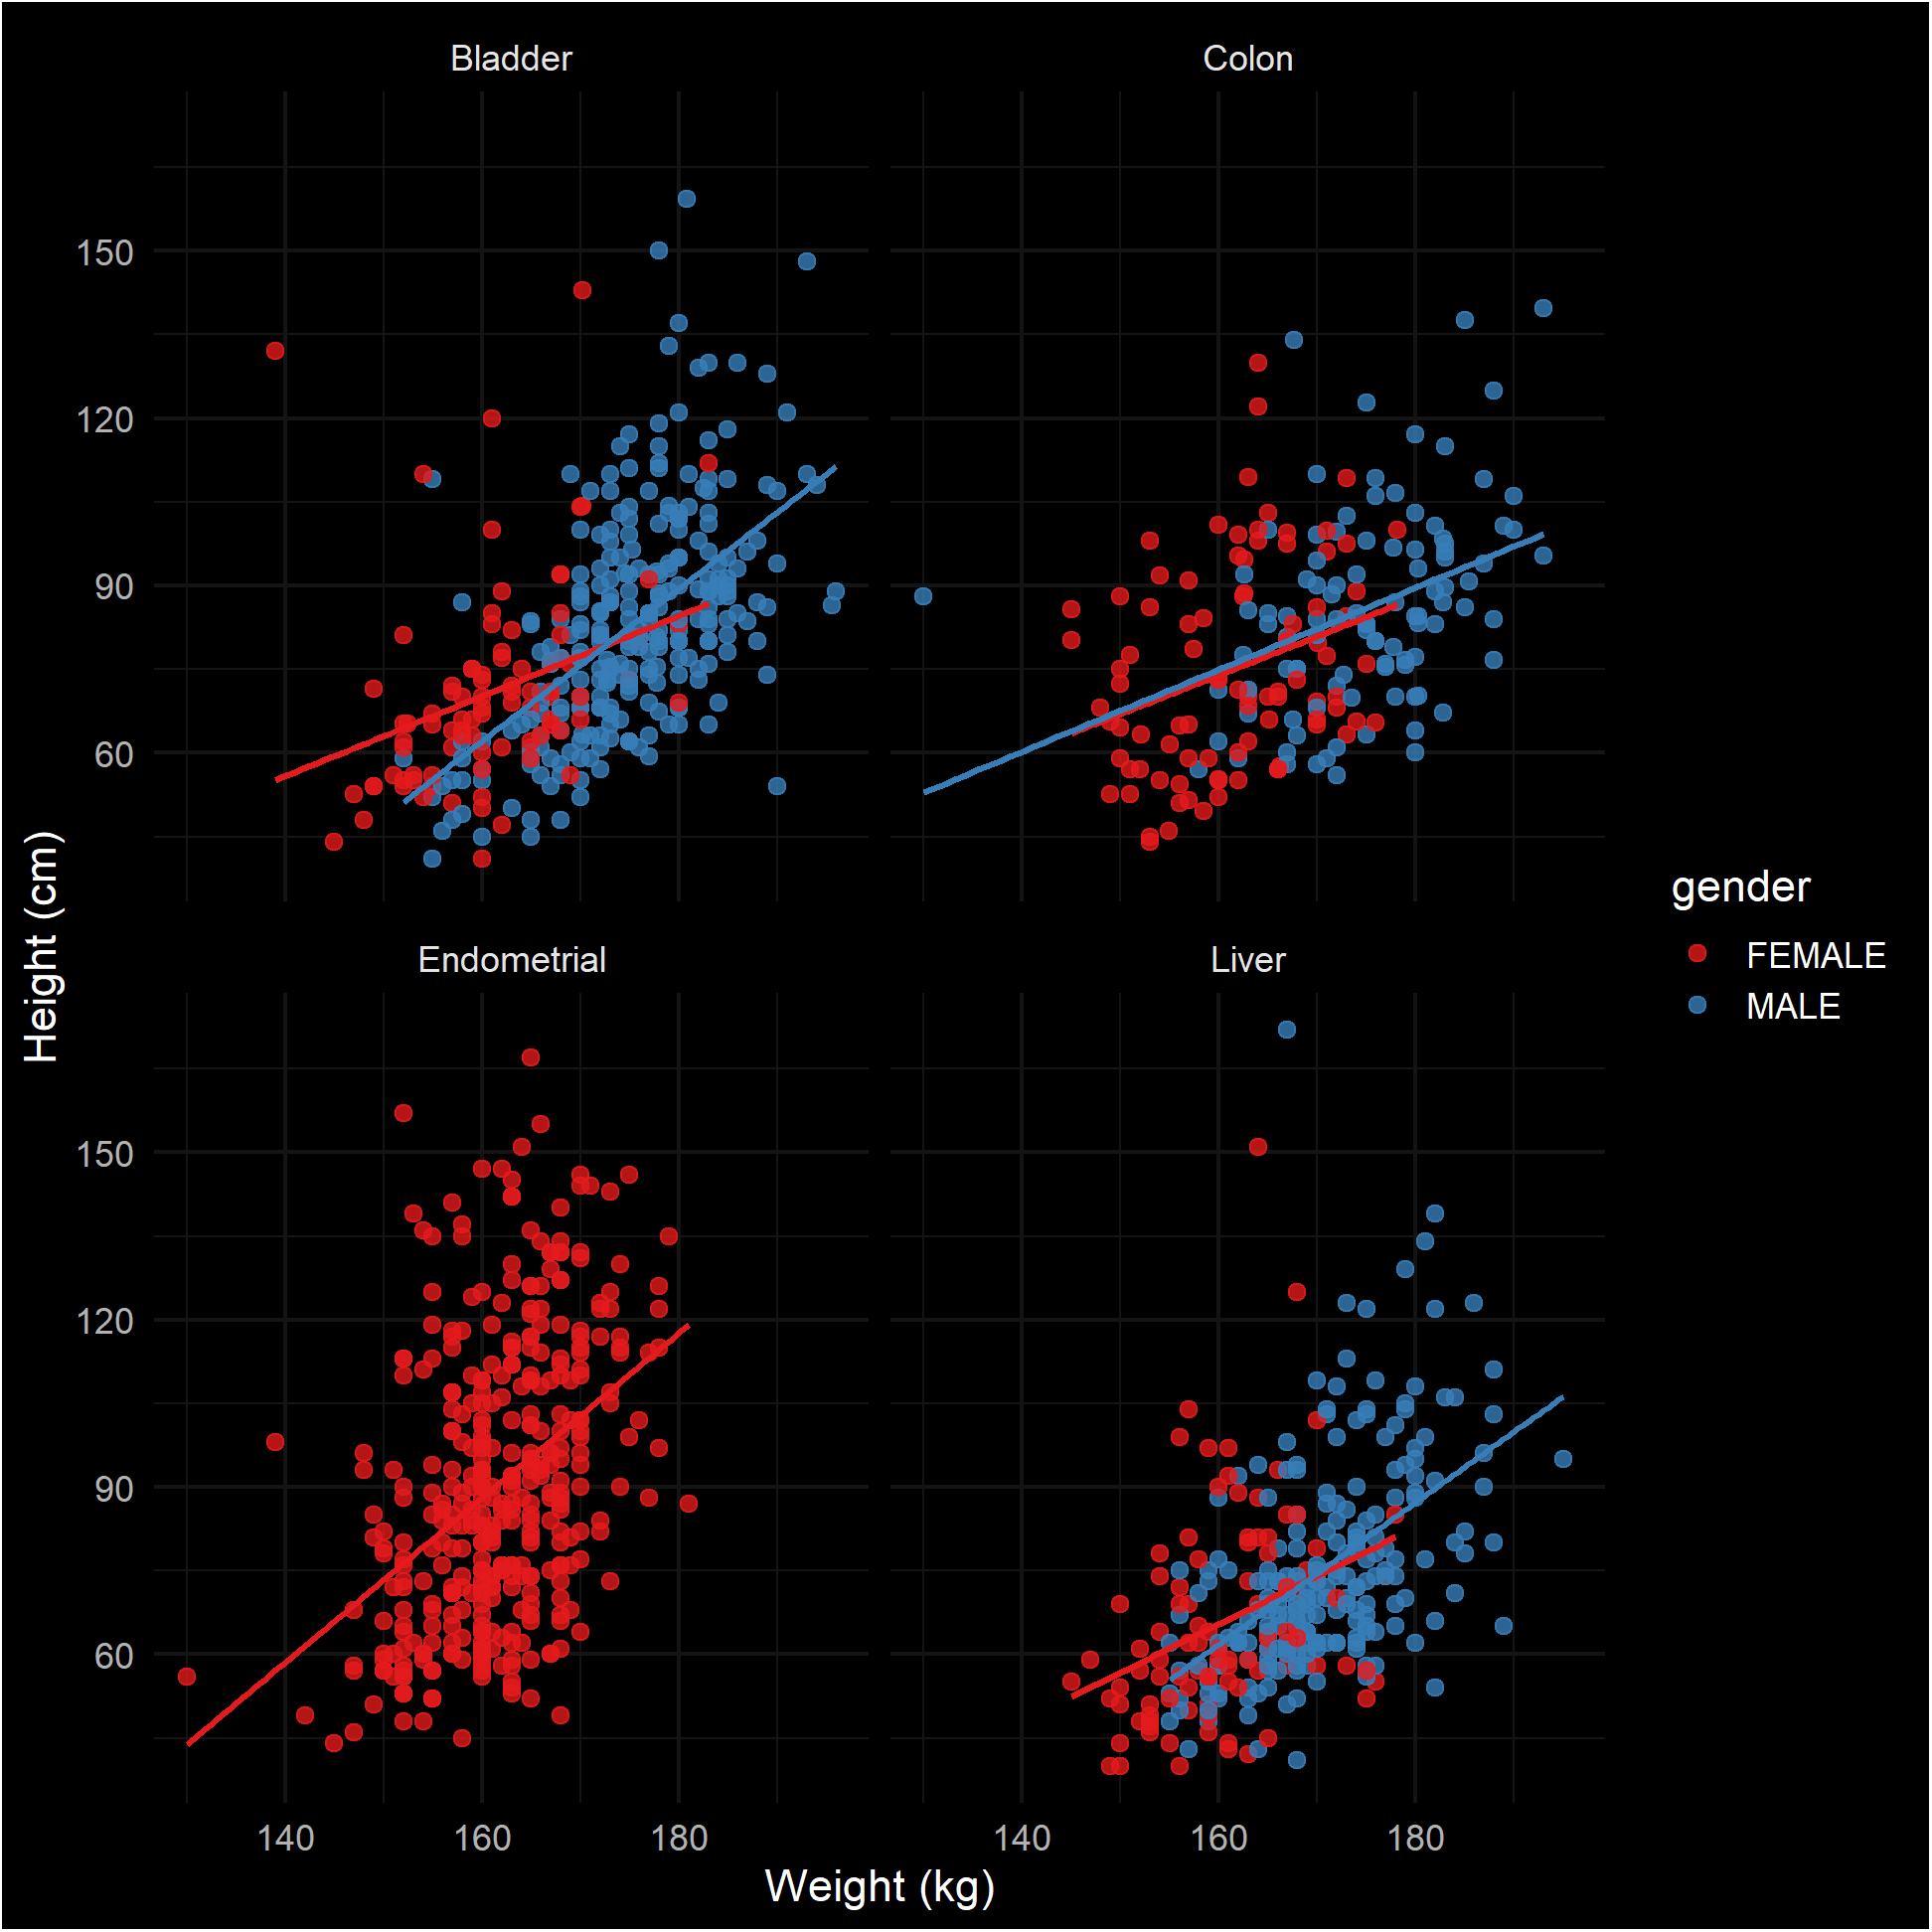 Bladder
Colon
150
120
90
60
Endometrial
Liver
150
120
90
60
140 160 180
140 160 180
Weight (kg)
Height (cm)
gender
FEMALE
MALE